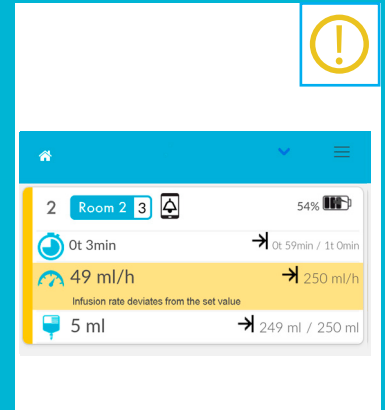 2 Room 2 3 54%
0t 3min 0t 59min / 1t 0min
49 ml/h 250 ml/h
Infusion rate deviates from the set value
5 ml 249 ml / 250 ml